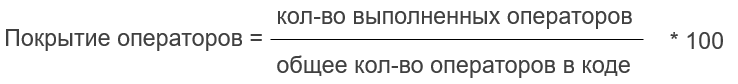 Покрытие операторов = кол-во выполненных операторов
общее кол-во операторов в коде
* 100